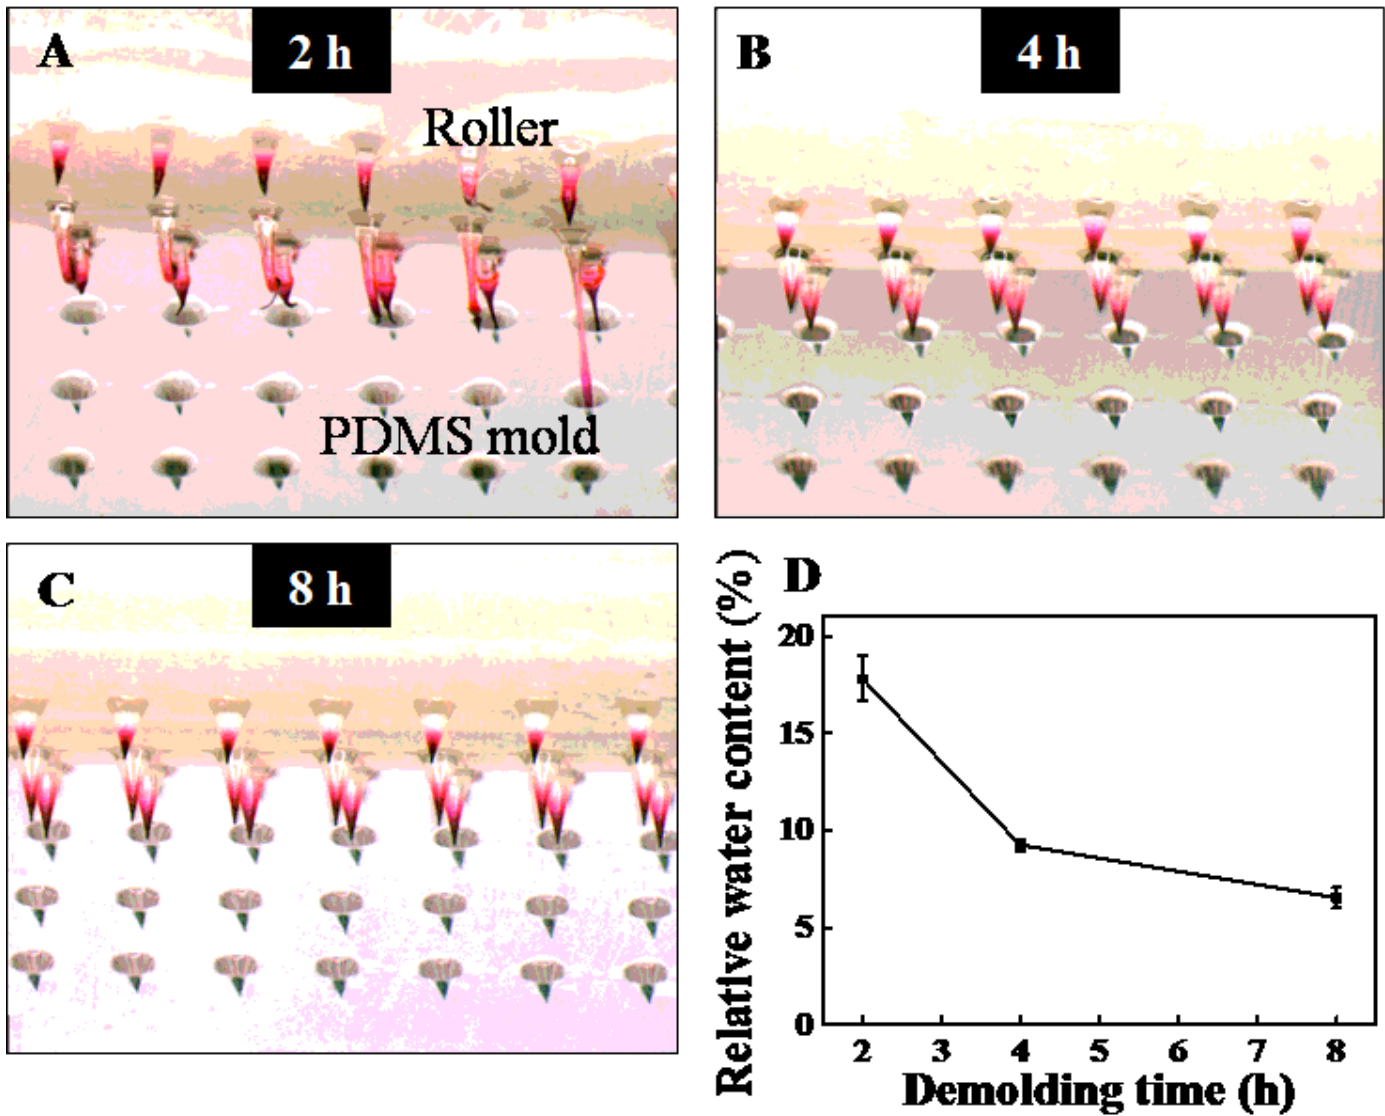 A
2 h
Roller
PDMS mold
B
4 h
C
8 h
D
Relative water content (%)
20
15
10
5
0
2 3 4 5 6 7 8
Demolding time (h)